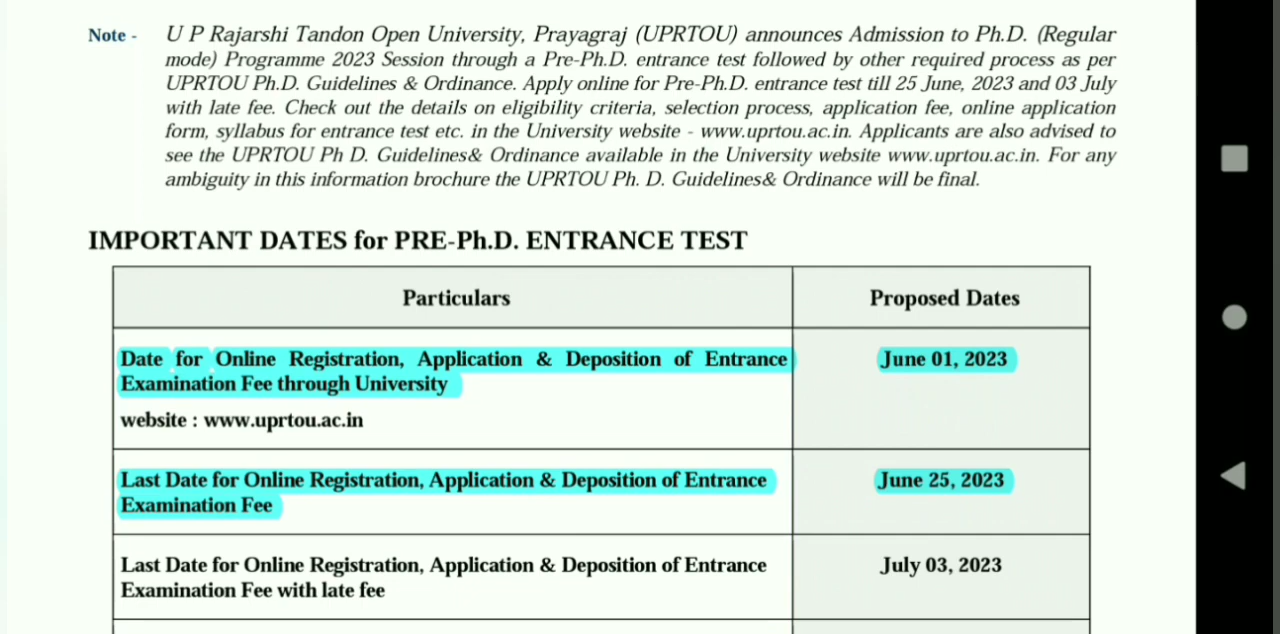 Note - U P Rajarshi Tandon Open University, Prayagraj (UPRTOU) announces Admission to Ph.D. (Regular
mode) Programme 2023 Session through a Pre-Ph.D. entrance test followed by other required process as per
UPRTOU Ph.D. Guidelines & Ordinance. Apply online for Pre-Ph.D. entrance test till 25 June, 2023 and 03 July
with late fee. Check out the details on eligibility criteria, selection process, application fee, online application
form, syllabus for entrance test etc. in the University website - www.uprtou.ac.in. Applicants are also advised to
see the UPRTOU Ph D. Guidelines& Ordinance available in the University website www.uprtou.ac.in. For any
ambiguity in this information brochure the UPRTOU Ph. D. Guidelines& Ordinance will be final.
IMPORTANT DATES for PRE-Ph.D. ENTRANCE TEST
Particulars Proposed Dates
Date for Online Registration, Application & Deposition of Entrance June 01, 2023
Examination Fee through University
website : www.uprtou.ac.in
Last Date for Online Registration, Application & Deposition of Entrance June 25, 2023
Examination Fee
Last Date for Online Registration, Application & Deposition of Entrance July 03, 2023
Examination Fee with late fee